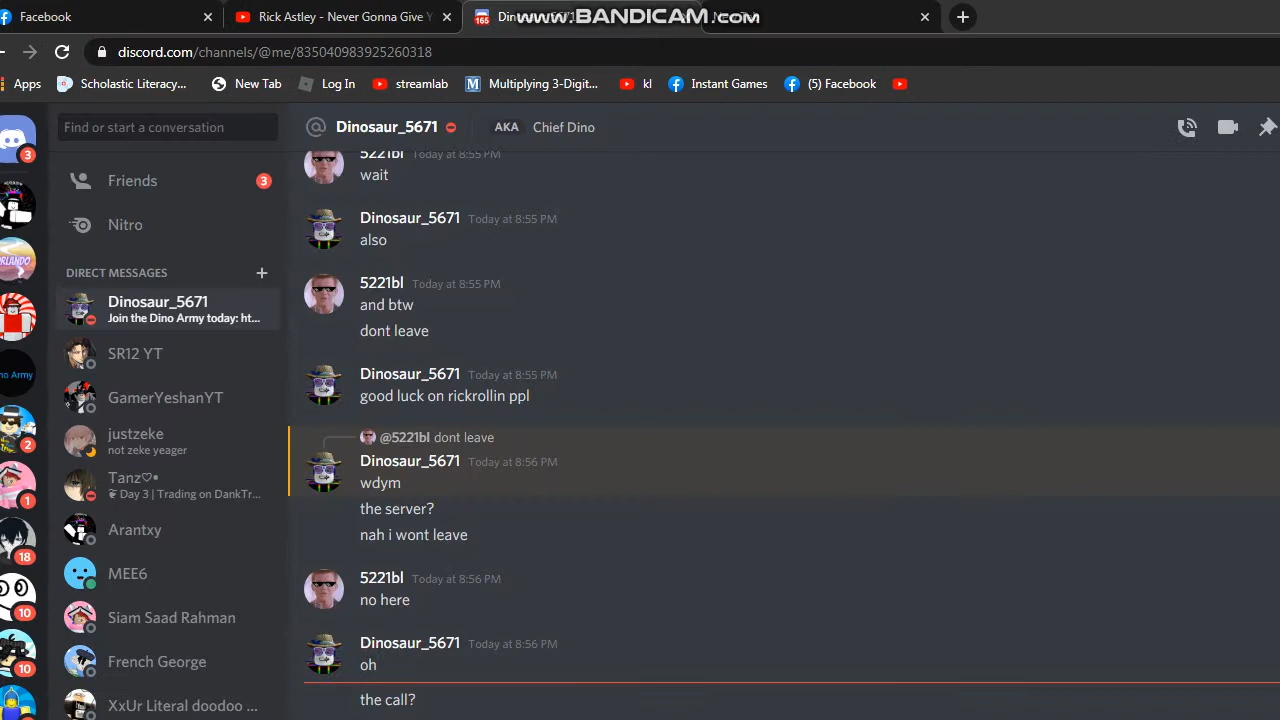 Facebook
Rick Astley - Never Gonna Give Y
165
www.BANDICAM.com
discord.com/channels/@me/835040983925260318
Apps
Scholastic Literacy...
New Tab
Log In
streamlab
Multiplying 3-Digit...
kl
Instant Games
(5) Facebook
Find or start a conversation
Dinosaur_5671
AKA
Chief Dino
3
Friends
3
Nitro
DIRECT MESSAGES
Dinosaur_5671
Join the Dino Army today: ht...
SR12 YT
GamerYeshanYT
justzeke
not zeke yeager
Tanz♡•
Day 3 | Trading on DankTr...
Arantxy
MEE6
Siam Saad Rahman
French George
XxUr Literal doodoo ...
2
1
18
10
10
5221bl Today at 8:55 PM
wait
Dinosaur_5671 Today at 8:55 PM
also
5221bl Today at 8:55 PM
and btw
dont leave
Dinosaur_5671 Today at 8:55 PM
good luck on rickrollin ppl
@5221bl dont leave
Dinosaur_5671 Today at 8:56 PM
wdym
the server?
nah i wont leave
5221bl Today at 8:56 PM
no here
Dinosaur_5671 Today at 8:56 PM
oh
the call?